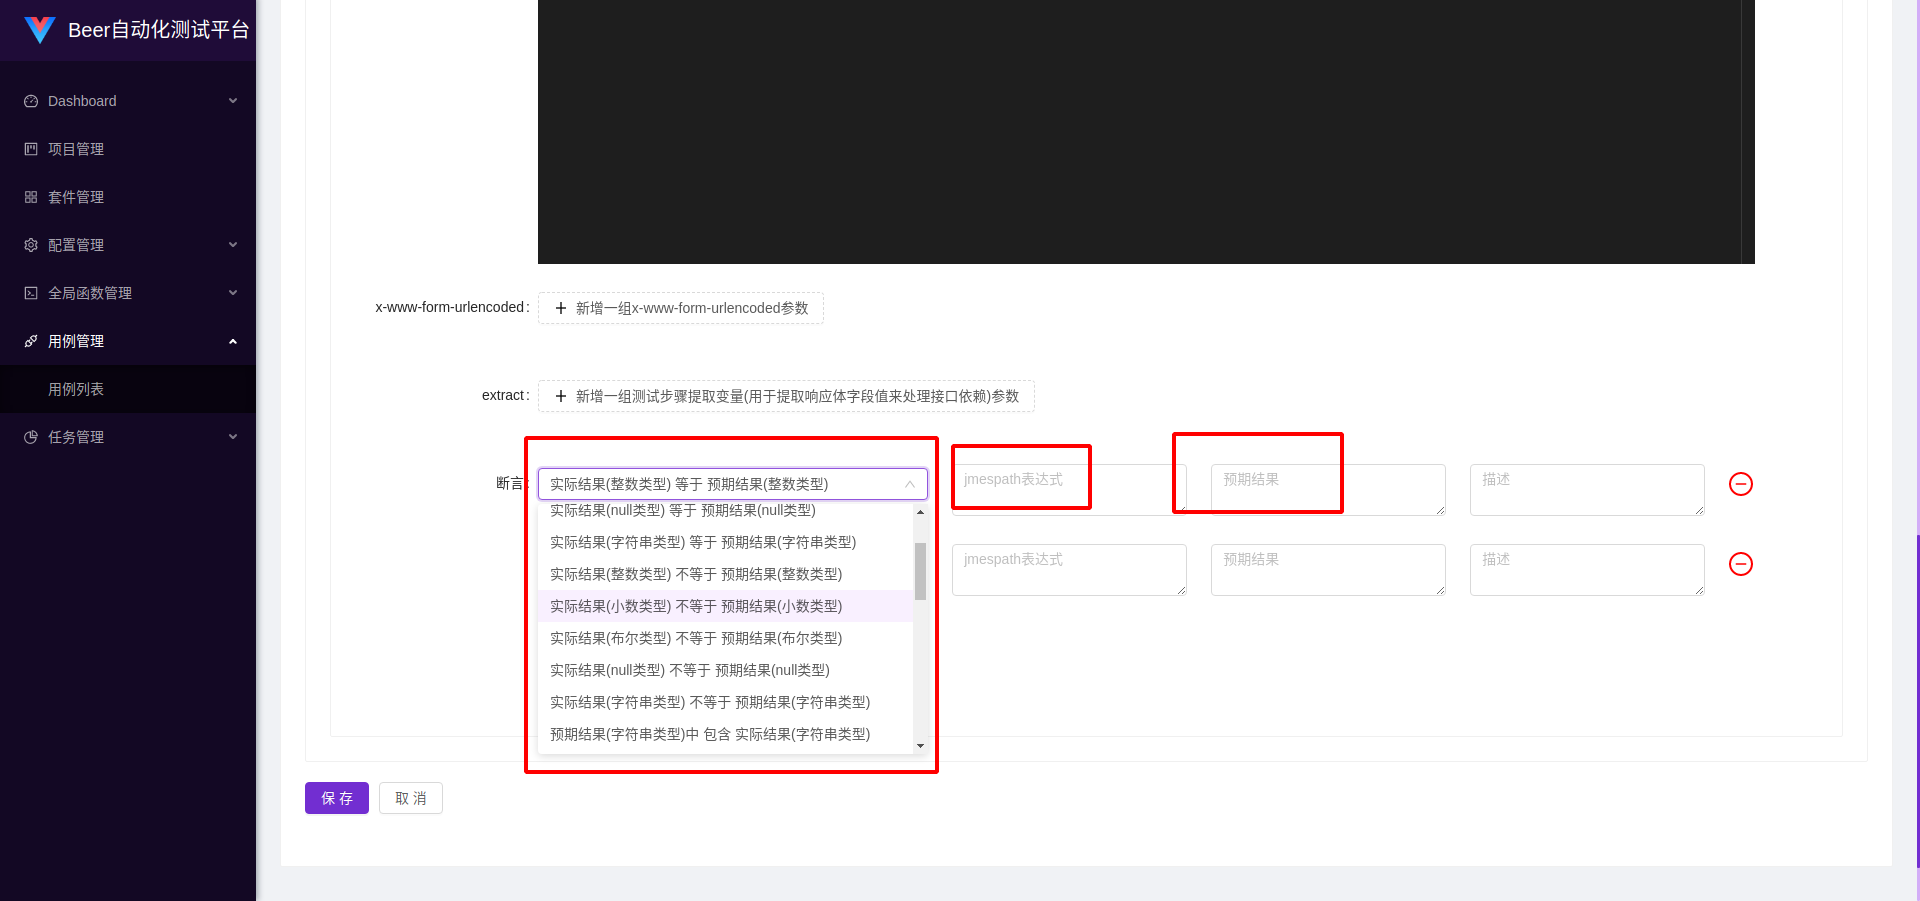 Beer自动化测试平台
Dashboard
项目管理
套件管理
配置管理
全局函数管理
用例管理
用例列表
任务管理
x-www-form-urlencoded:
新增一组x-www-form-urlencoded参数
extract:
新增一组测试步骤提取变量(用于提取响应体字段值来处理接口依赖)参数
断言:
实际结果(整数类型) 等于 预期结果(整数类型)
jmespath表达式
预期结果
描述
实际结果(null类型) 等于 预期结果(null类型)
实际结果(字符串类型) 等于 预期结果(字符串类型)
实际结果(整数类型) 不等于 预期结果(整数类型)
实际结果(小数类型) 不等于 预期结果(小数类型)
实际结果(布尔类型) 不等于 预期结果(布尔类型)
实际结果(null类型) 不等于 预期结果(null类型)
实际结果(字符串类型) 不等于 预期结果(字符串类型)
预期结果(字符串类型)中 包含 实际结果(字符串类型)
jmespath表达式
预期结果
描述
保 存
取 消